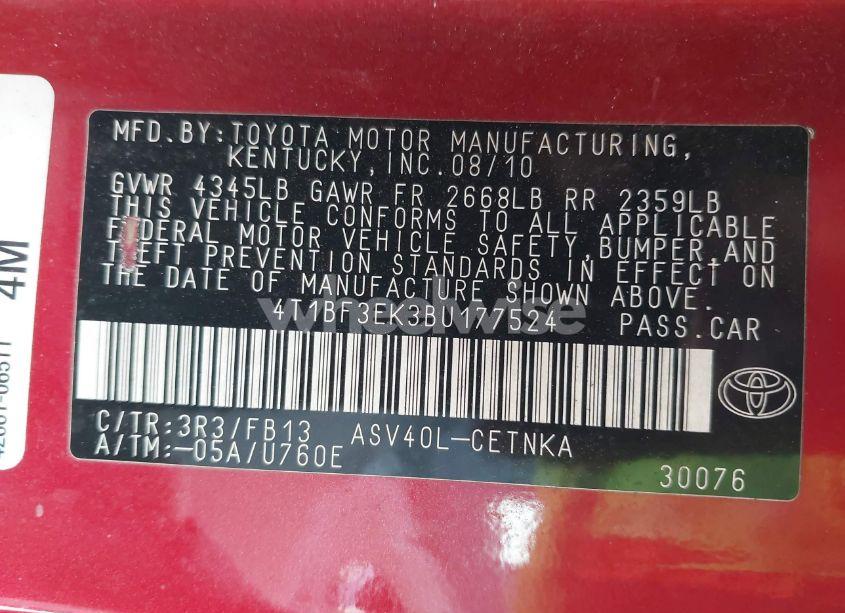 MFD.BY:TOYOTA MOTOR MANUFACTURING,
KENTUCKY,INC.08/10
GVWR 4345LB GAWR FR 2668LB RR 2359LB
THIS VEHICLE CONFORMS TO ALL APPLICABLE
FEDERAL MOTOR VEHICLE SAFETY,BUMPER,AND
THEFT PREVENTION STANDARDS IN EFFECT ON
THE DATE OF MANUFACTURE SHOWN ABOVE.
4T1BF3EK3BU177524 PASS.CAR
wheelwise
C/TR:3R3/FB13 ASV40L-CETNKA
A/TM:-05A/U760E
30076
4M